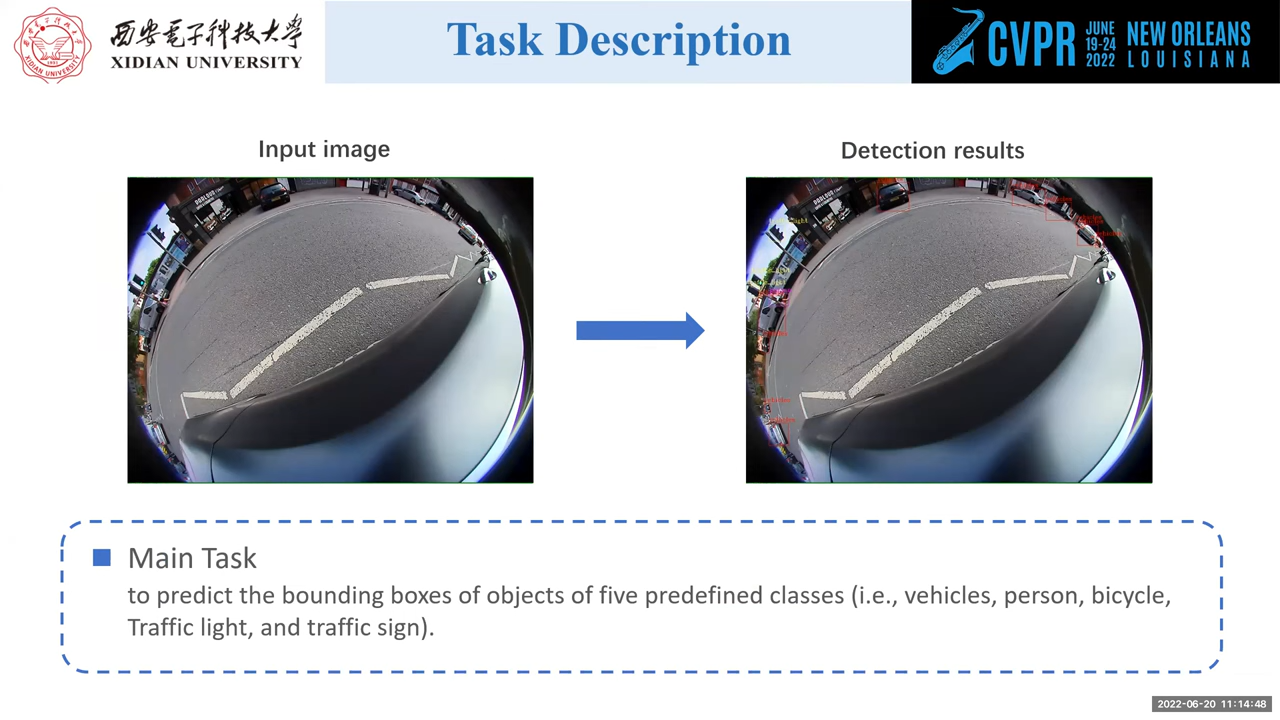 西安電子科技大學
XIDIAN UNIVERSITY
Task Description
CVPR
JUNE
19-24
2022
NEW ORLEANS
LOUISIANA
Input image
Detection results
Main Task
to predict the bounding boxes of objects of five predefined classes (i.e., vehicles, person, bicycle,
Traffic light, and traffic sign).
2022-06-20 11:14:48